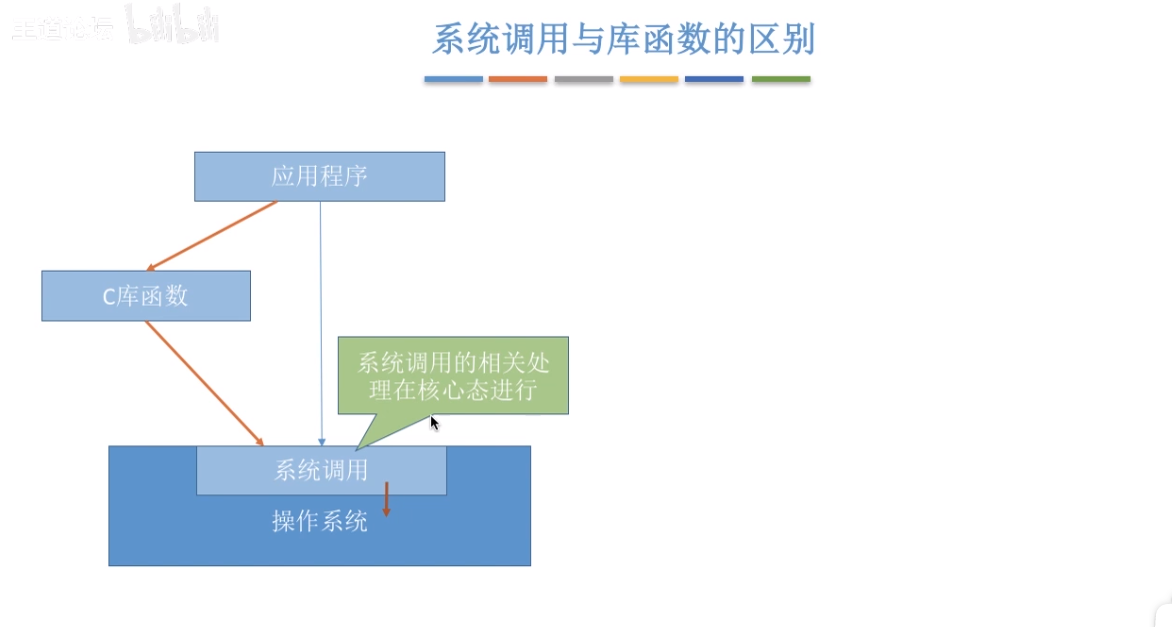 王道论坛
bilibili
系统调用与库函数的区别
应用程序
C库函数
系统调用的相关处
理在核心态进行
系统调用
操作系统